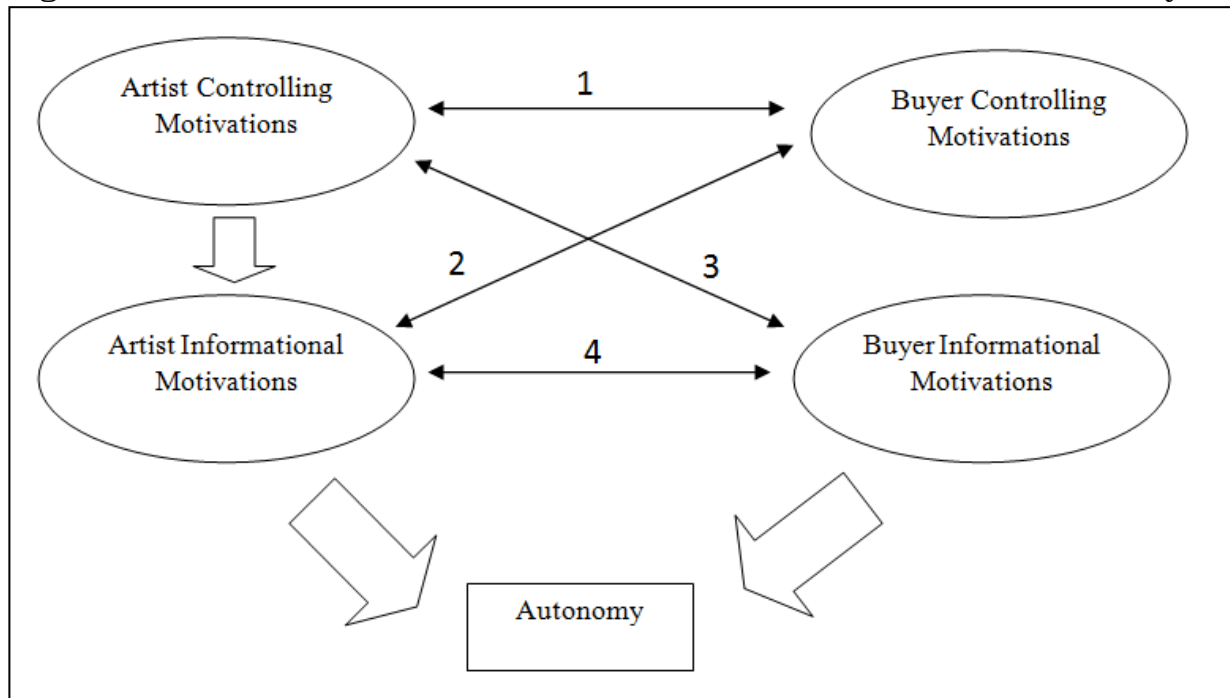 Artist Controlling
Motivations
1
Buyer Controlling
Motivations
2
3
Artist Informational
Motivations
4
Buyer Informational
Motivations
Autonomy